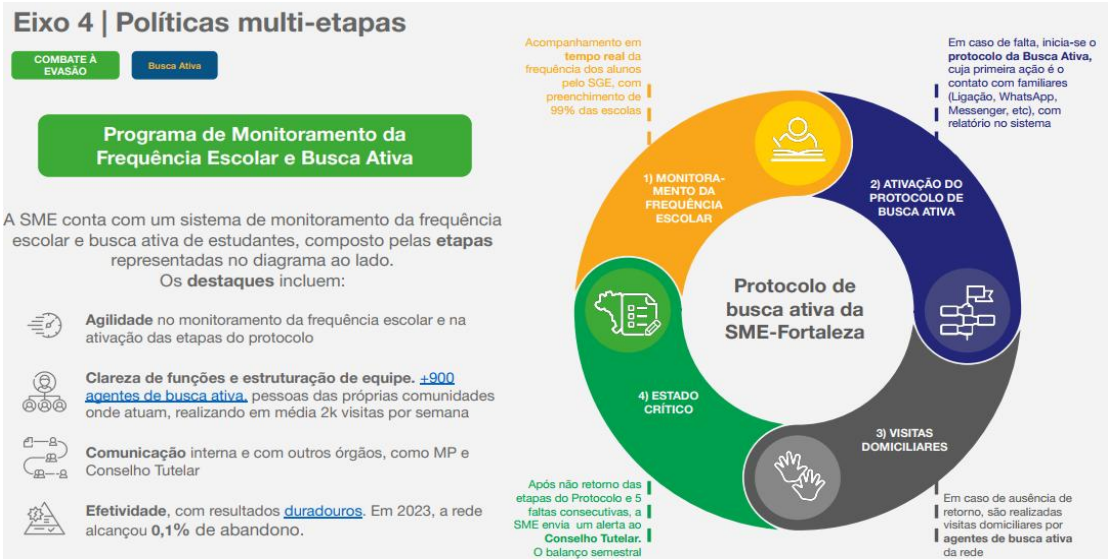 Eixo 4 | Políticas multi-etapas
COMBATE À
EVASÃO
Busca Ativa
Programa de Monitoramento da
Frequência Escolar e Busca Ativa
A SME conta com um sistema de monitoramento da frequência
escolar e busca ativa de estudantes, composto pelas etapas
representadas no diagrama ao lado.
Os destaques incluem:
Agilidade no monitoramento da frequência escolar e na
ativação das etapas do protocolo
Clareza de funções e estruturação de equipe. +900
agentes de busca ativa, pessoas das próprias comunidades
onde atuam, realizando em média 2k visitas por semana
Comunicação interna e com outros órgãos, como MP e
Conselho Tutelar
Efetividade, com resultados duradouros. Em 2023, a rede
alcançou 0,1% de abandono.
Acompanhamento em
tempo real da
frequência dos alunos
pelo SGE, com
preenchimento de
99% das escolas
1) MONITORA-
MENTO DA
FREQUÊNCIA
ESCOLAR
Em caso de falta, inicia-se o
protocolo da Busca Ativa,
cuja primeira ação é o
contato com familiares
(Ligação, WhatsApp,
Messenger, etc), com
relatório no sistema
2) ATIVAÇÃO DO
PROTOCOLO DE
BUSCA ATIVA
Protocolo de
busca ativa da
SME-Fortaleza
3) VISITAS
DOMICILIARES
Em caso de ausência de
retorno, são realizadas
visitas domiciliares por
agentes de busca ativa
da rede
4) ESTADO
CRÍTICO
Após não retorno das
etapas do Protocolo e 5
faltas consecutivas, a
SME envia um alerta ao
Conselho Tutelar.
O balanço semestral